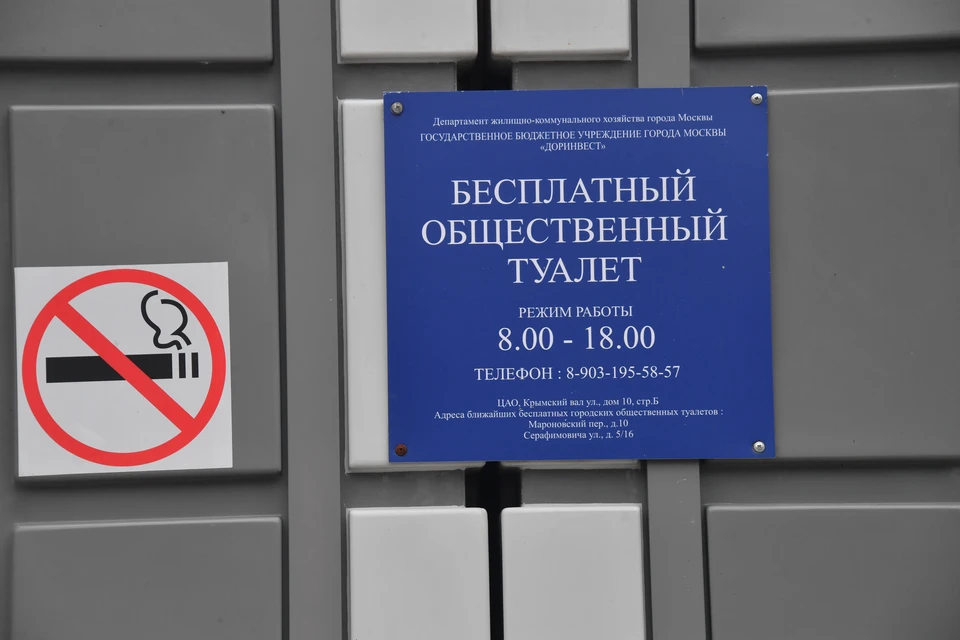 Департамент жилищно-коммунального хозяйства города Москвы
ГОСУДАРСТВЕННОЕ БЮДЖЕТНОЕ УЧРЕЖДЕНИЕ ГОРОДА МОСКВЫ
«ДОРИНВЕСТ»
БЕСПЛАТНЫЙ
ОБЩЕСТВЕННЫЙ
ТУАЛЕТ
РЕЖИМ РАБОТЫ
8.00 - 18.00
ТЕЛЕФОН : 8-903-195-58-57
ЦАО, Крымский вал ул., дом 10, стр.Б
Адреса ближайших бесплатных городских общественных туалетов :
Мароновский пер., д.10
Серафимовича ул., д. 5/16